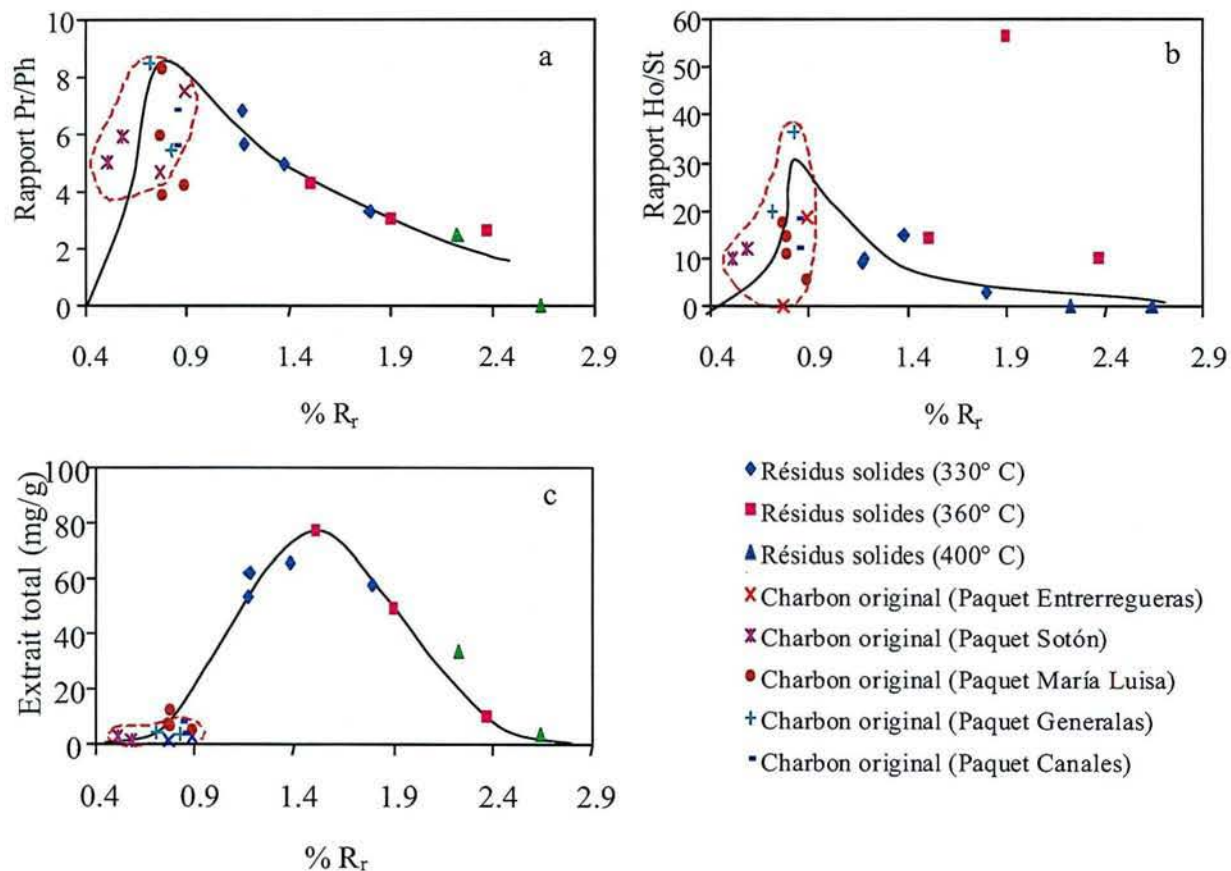 a
Rapport Pr/Ph
10
8
6
4
2
0
0.4 0.9 1.4 1.9 2.4 2.9
% Rr
b
Rapport Ho/St
60
50
40
30
20
10
0
0.4 0.9 1.4 1.9 2.4 2.9
% Rr
c
Extrait total (mg/g)
100
80
60
40
20
0
0.4 0.9 1.4 1.9 2.4 2.9
% Rr
Résidus solides (330° C)
Résidus solides (360° C)
Résidus solides (400° C)
Charbon original (Paquet Entrerregueras)
Charbon original (Paquet Sotón)
Charbon original (Paquet María Luisa)
Charbon original (Paquet Generalas)
Charbon original (Paquet Canales)